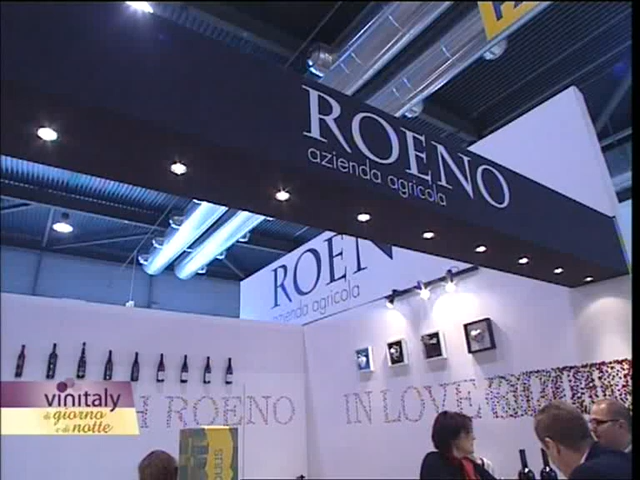 ROENO
azienda agricola
ROEN
azienda agricola
H ROENO
IN LOVE
vinitaly
di giorno
e di notte